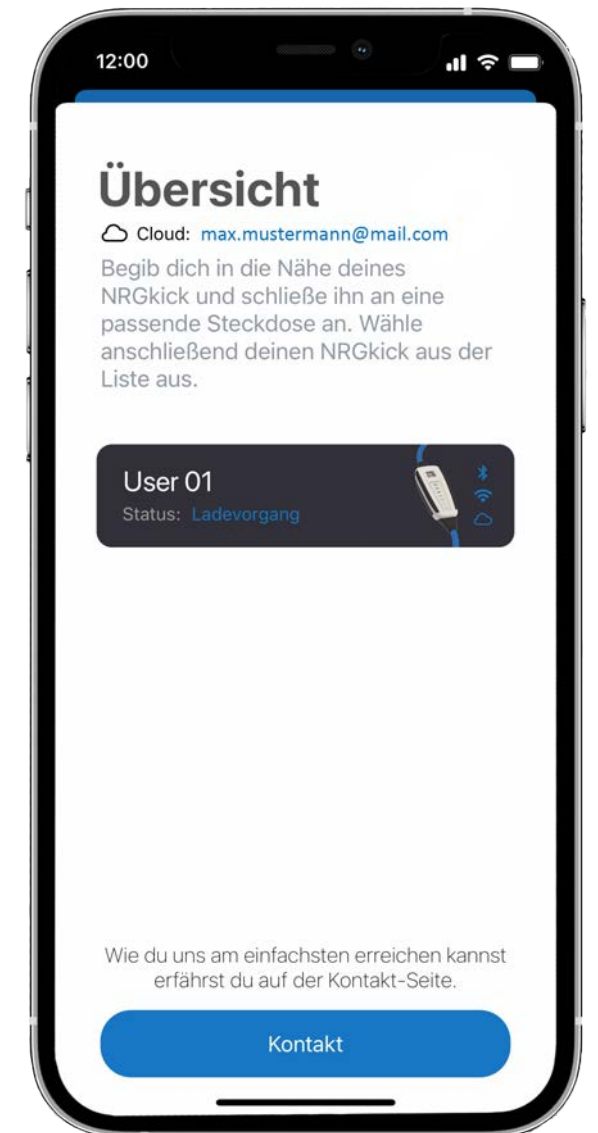 12:00
Übersicht
Cloud: max.mustermann@mail.com
Begib dich in die Nähe deines
NRGkick und schließe ihn an eine
passende Steckdose an. Wähle
anschließend deinen NRGkick aus der
Liste aus.
User 01
Status: Ladevorgang
Wie du uns am einfachsten erreichen kannst
erfährst du auf der Kontakt-Seite.
Kontakt